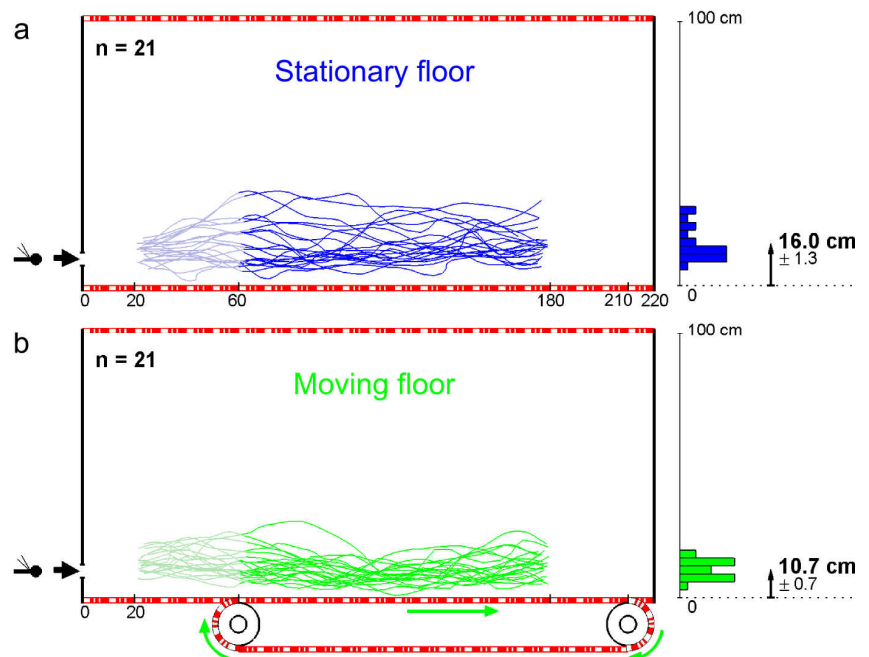 a
n = 21
Stationary floor
100 cm
16.0 cm
± 1.3
0
0 20 60 180 210 220
b
n = 21
Moving floor
100 cm
10.7 cm
± 0.7
0
0 20